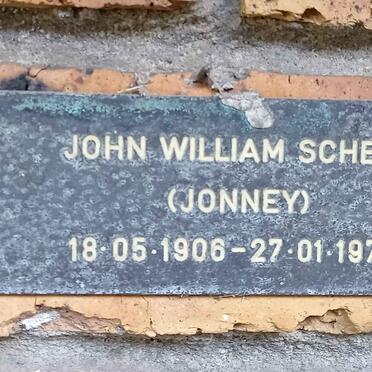 JOHN WILLIAM SCHE
(JONNEY)
18·05·1906–27·01·197